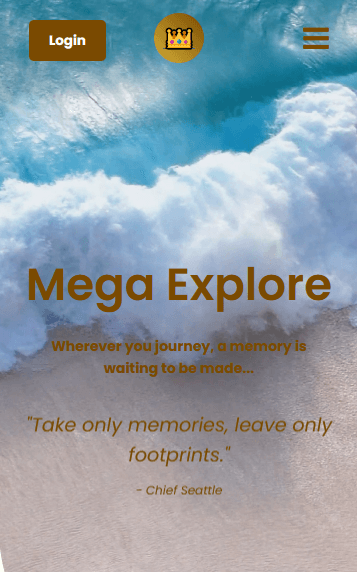 Login
Mega Explore
Wherever you journey, a memory is
waiting to be made...
"Take only memories, leave only
footprints."
- Chief Seattle